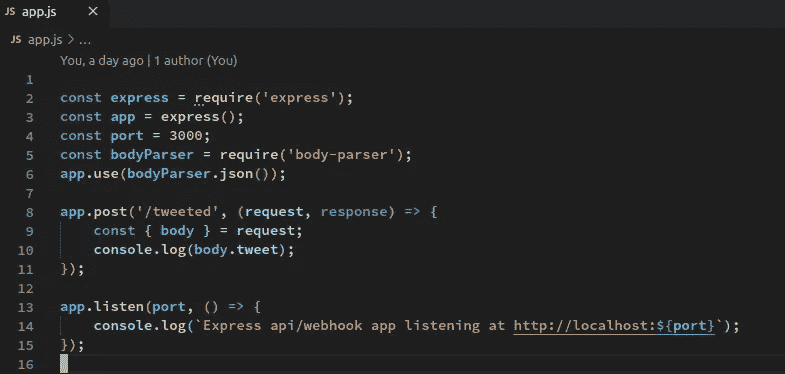 JS app.js ×
JS app.js > ...
You, a day ago | 1 author (You)
1
2 const express = require('express');
3 const app = express();
4 const port = 3000;
5 const bodyParser = require('body-parser');
6 app.use(bodyParser.json());
7
8 app.post('/tweeted', (request, response) => {
9     const { body } = request;
10     console.log(body.tweet);
11 });
12
13 app.listen(port, () => {
14     console.log(`Express api/webhook app listening at http://localhost:${port}`);
15 });
16